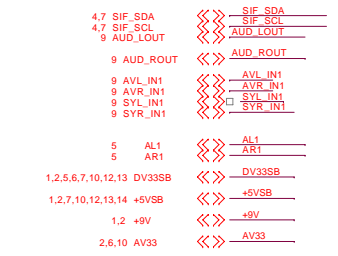 4,7 SIF_SDA SIF_SDA
4,7 SIF_SCL SIF_SCL
9 AUD_LOUT AUD_LOUT
9 AUD_ROUT AUD_ROUT
9 AVL_IN1 AVL_IN1
9 AVR_IN1 AVR_IN1
9 SYL_IN1 SYL_IN1
9 SYR_IN1 SYR_IN1
5 AL1 AL1
5 AR1 AR1
1,2,5,6,7,10,12,13 DV33SB DV33SB
1,2,7,10,12,13,14 +5VSB +5VSB
1,2 +9V +9V
2,6,10 AV33 AV33